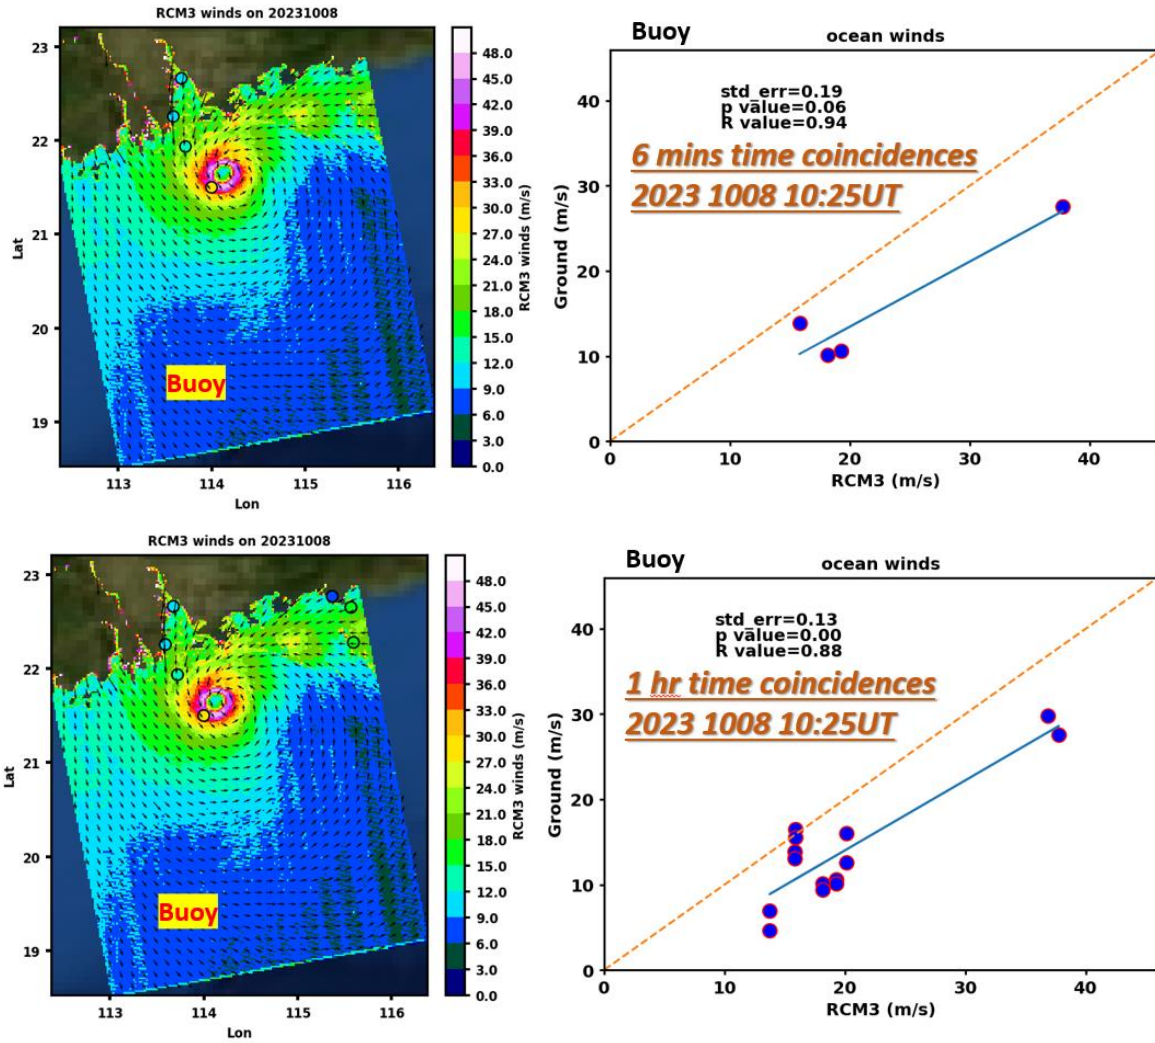 RCM3 winds on 20231008
23
22
21
20
19
Lat
113
114
115
116
Lon
Buoy
48.0
45.0
42.0
39.0
36.0
33.0
30.0
27.0
24.0
21.0
18.0
15.0
12.0
9.0
6.0
3.0
0.0
RCM3 winds (m/s)
Buoy
ocean winds
std_err=0.19
p value=0.06
R value=0.94
6 mins time coincidences
2023 1008 10:25UT
40
30
20
10
0
Ground (m/s)
0
10
20
30
40
RCM3 (m/s)
RCM3 winds on 20231008
23
22
21
20
19
Lat
113
114
115
116
Lon
Buoy
48.0
45.0
42.0
39.0
36.0
33.0
30.0
27.0
24.0
21.0
18.0
15.0
12.0
9.0
6.0
3.0
0.0
RCM3 winds (m/s)
Buoy
ocean winds
std_err=0.13
p value=0.00
R value=0.88
1 hr time coincidences
2023 1008 10:25UT
40
30
20
10
0
Ground (m/s)
0
10
20
30
40
RCM3 (m/s)